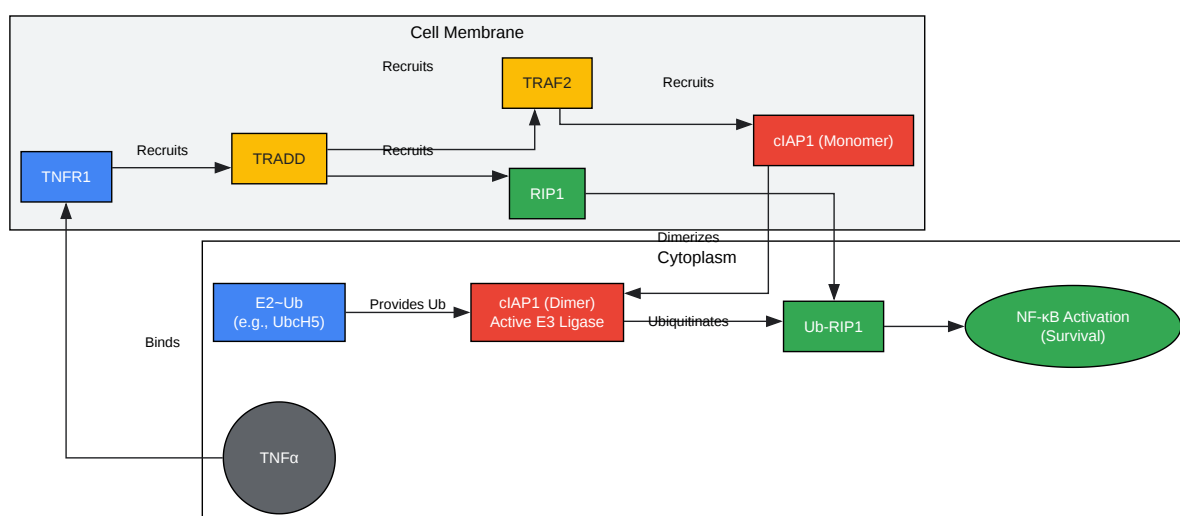 Cell Membrane
Recruits
TRAF2
Recruits
cIAP1 (Monomer)
Recruits
TRADD
Recruits
TNFR1
RIP1
Dimerizes
Cytoplasm
E2~Ub
(e.g., UbcH5)
Provides Ub
cIAP1 (Dimer)
Active E3 Ligase
Ubiquitinates
Ub-RIP1
NF-κB Activation
(Survival)
Binds
TNFα